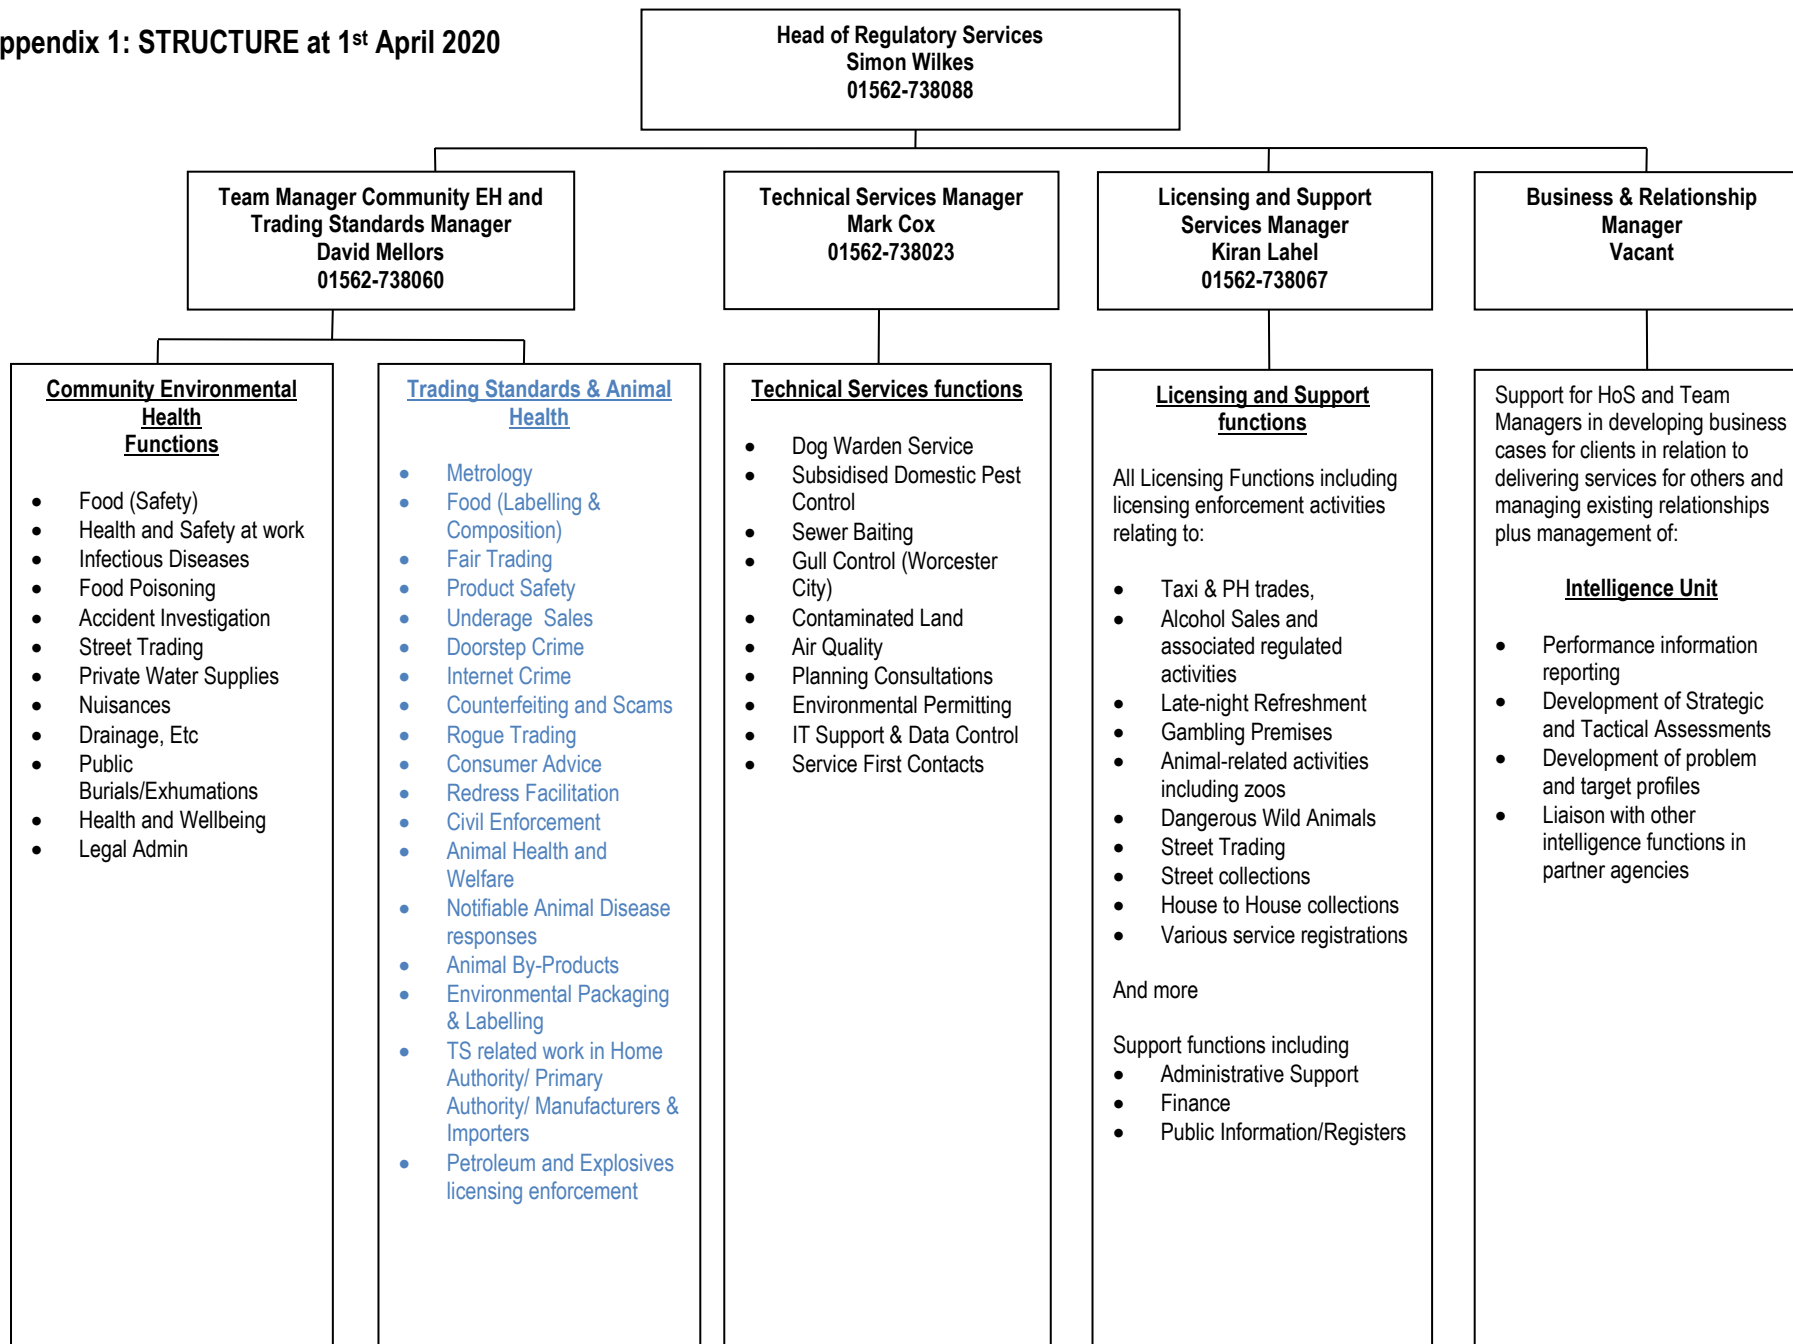 ppendix 1: STRUCTURE at 1st April 2020
Head of Regulatory Services
Simon Wilkes
01562-738088
Team Manager Community EH and
Trading Standards Manager
David Mellors
01562-738060
Technical Services Manager
Mark Cox
01562-738023
Licensing and Support
Services Manager
Kiran Lahel
01562-738067
Business & Relationship
Manager
Vacant
Community Environmental
Health
Functions
• Food (Safety)
• Health and Safety at work
• Infectious Diseases
• Food Poisoning
• Accident Investigation
• Street Trading
• Private Water Supplies
• Nuisances
• Drainage, Etc
• Public
Burials/Exhumations
• Health and Wellbeing
• Legal Admin
Trading Standards & Animal
Health
• Metrology
• Food (Labelling &
Composition)
• Fair Trading
• Product Safety
• Underage Sales
• Doorstep Crime
• Internet Crime
• Counterfeiting and Scams
• Rogue Trading
• Consumer Advice
• Redress Facilitation
• Civil Enforcement
• Animal Health and
Welfare
• Notifiable Animal Disease
responses
• Animal By-Products
• Environmental Packaging
& Labelling
• TS related work in Home
Authority/ Primary
Authority/ Manufacturers &
Importers
• Petroleum and Explosives
licensing enforcement
Technical Services functions
• Dog Warden Service
• Subsidised Domestic Pest
Control
• Sewer Baiting
• Gull Control (Worcester
City)
• Contaminated Land
• Air Quality
• Planning Consultations
• Environmental Permitting
• IT Support & Data Control
• Service First Contacts
Licensing and Support
functions
All Licensing Functions including
licensing enforcement activities
relating to:
• Taxi & PH trades,
• Alcohol Sales and
associated regulated
activities
• Late-night Refreshment
• Gambling Premises
• Animal-related activities
including zoos
• Dangerous Wild Animals
• Street Trading
• Street collections
• House to House collections
• Various service registrations
And more
Support functions including
• Administrative Support
• Finance
• Public Information/Registers
Support for HoS and Team
Managers in developing business
cases for clients in relation to
delivering services for others and
managing existing relationships
plus management of:
Intelligence Unit
• Performance information
reporting
• Development of Strategic
and Tactical Assessments
• Development of problem
and target profiles
• Liaison with other
intelligence functions in
partner agencies